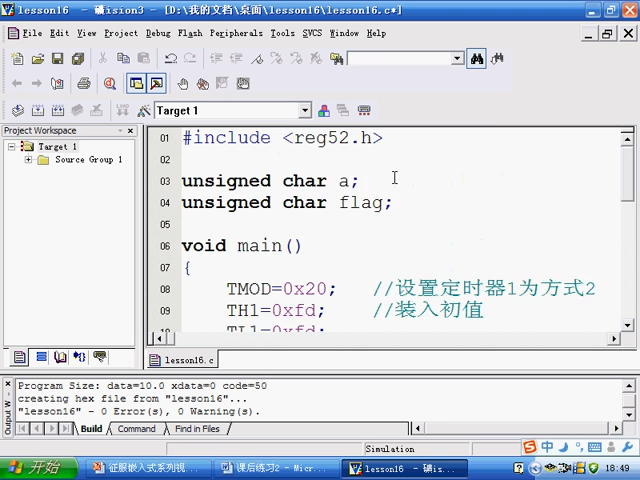 lesson16 - 礦ision3 - [D:\我的文档\桌面\lesson16\lesson16.c*]
File Edit View Project Debug Flash Peripherals Tools SVCS Window Help
Target 1
Project Workspace
Target 1
Source Group 1
01 #include <reg52.h>
02
03 unsigned char a;
04 unsigned char flag;
05
06 void main()
07 {
08 TMOD=0x20; //设置定时器1为方式2
09 TH1=0xfd; //装入初值
10 TL1=0xfd;
lesson16.c
Program Size: data=10.0 xdata=0 code=50
creating hex file from "lesson16"...
"lesson16" - 0 Error(s), 0 Warning(s).
Output W
Build Command Find in Files
Simulation
中
开始 征服嵌入式系列视... 课后练习2 - Micr... lesson16 - 礦is... 18:49